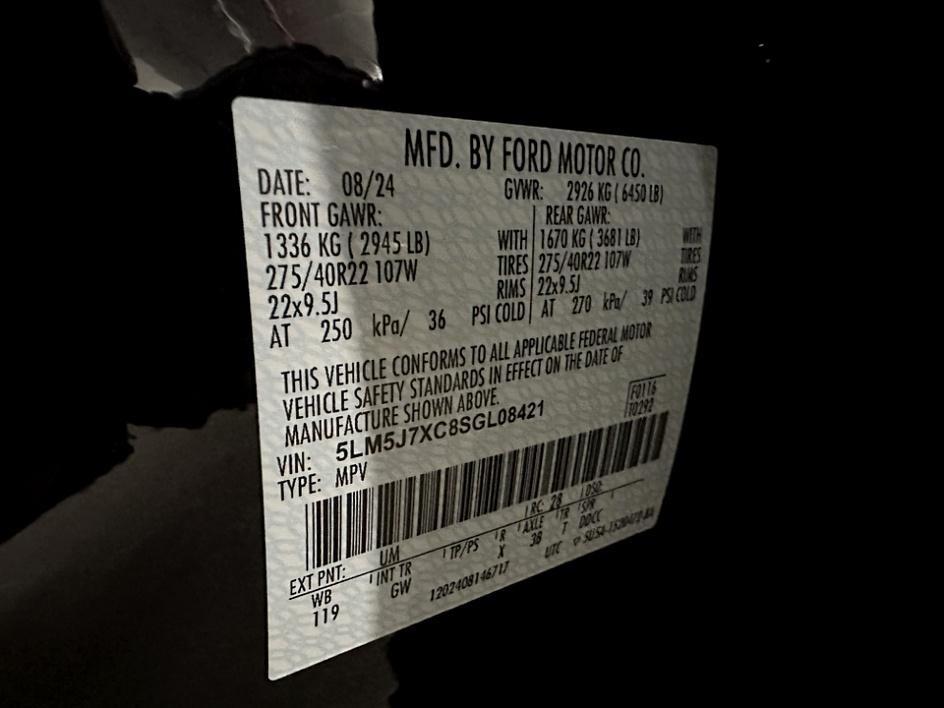 MFD. BY FORD MOTOR CO.
DATE: 08/24 GVWR: 2926 KG ( 6450 LB)
FRONT GAWR: REAR GAWR:
1336 KG ( 2945 LB) WITH 1670 KG ( 3681 LB) WITH
275/40R22 107W TIRES 275/40R22 107W TIRES
22x9.5J RIMS 22x9.5J RIMS
AT 250 kPa/ 36 PSI COLD AT 270 kPa/ 39 PSI COLD
THIS VEHICLE CONFORMS TO ALL APPLICABLE FEDERAL MOTOR
VEHICLE SAFETY STANDARDS IN EFFECT ON THE DATE OF
MANUFACTURE SHOWN ABOVE.
F0116
T0292
VIN: 5LM5J7XC8SGL08421
TYPE: MPV
EXT PNT: UM RC: 28 DSO:
WB INT TR TP/PS R AXLE TR SPR
119 GW X 3B T DDCC
1202408146717 UTC